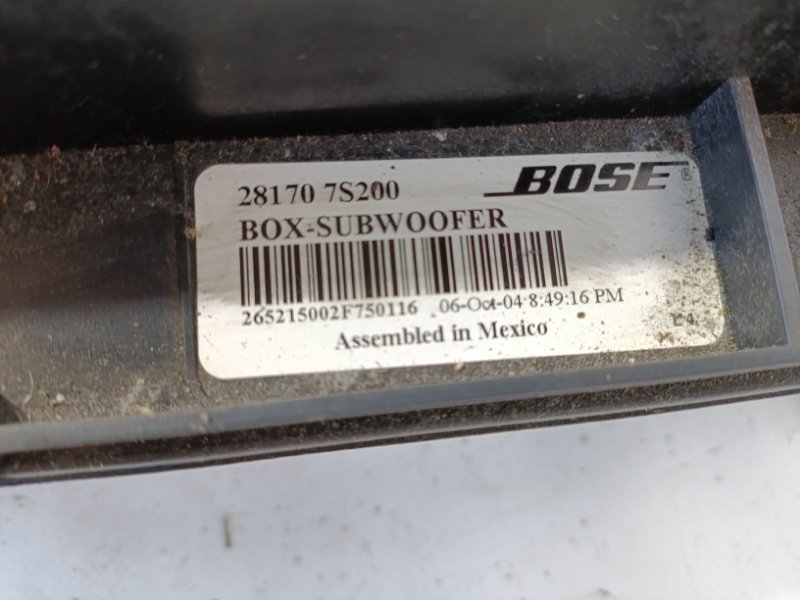 28170 7S200 BOSE®
BOX-SUBWOOFER
265215002F750116 06-Oct-04 8:49:16 PM
Assembled in Mexico